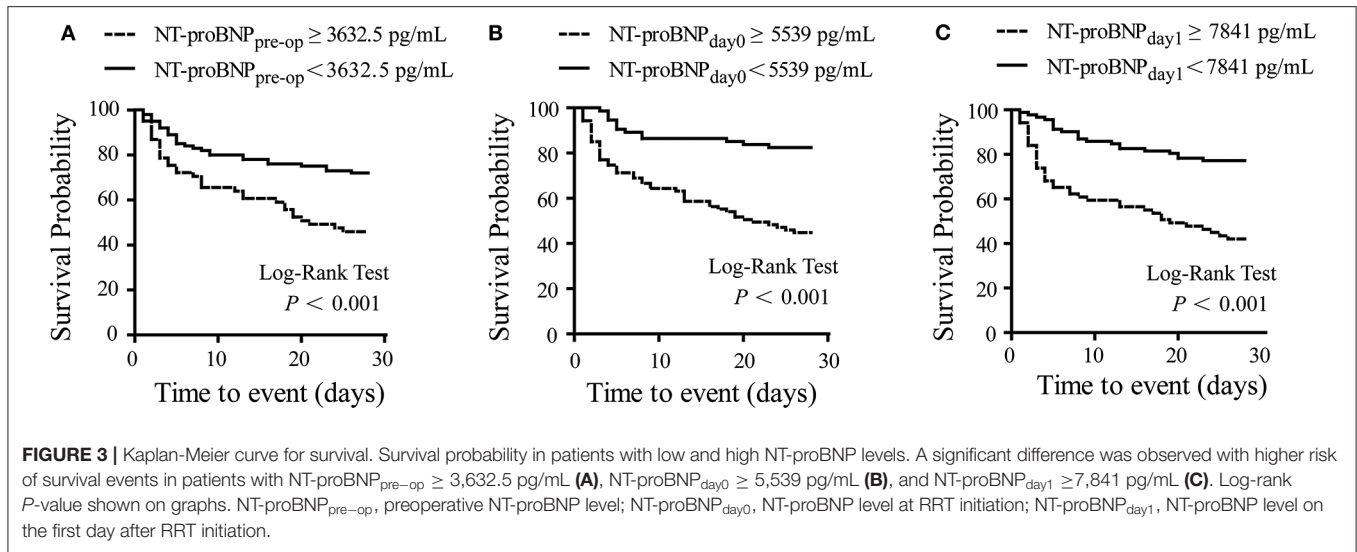 A
NT-proBNPpre-op ≥ 3632.5 pg/mL
NT-proBNPpre-op < 3632.5 pg/mL
Survival Probability
100
80
60
40
20
0
Log-Rank Test
P < 0.001
0 10 20 30
Time to event (days)
B
NT-proBNPday0 ≥ 5539 pg/mL
NT-proBNPday0 < 5539 pg/mL
Survival Probability
100
80
60
40
20
0
Log-Rank Test
P < 0.001
0 10 20 30
Time to event (days)
C
NT-proBNPday1 ≥ 7841 pg/mL
NT-proBNPday1 < 7841 pg/mL
Survival Probability
100
80
60
40
20
0
Log-Rank Test
P < 0.001
0 10 20 30
Time to event (days)
FIGURE 3 | Kaplan-Meier curve for survival. Survival probability in patients with low and high NT-proBNP levels. A significant difference was observed with higher risk
of survival events in patients with NT-proBNPpre−op ≥ 3,632.5 pg/mL (A), NT-proBNPday0 ≥ 5,539 pg/mL (B), and NT-proBNPday1 ≥7,841 pg/mL (C). Log-rank
P-value shown on graphs. NT-proBNPpre−op, preoperative NT-proBNP level; NT-proBNPday0, NT-proBNP level at RRT initiation; NT-proBNPday1, NT-proBNP level on
the first day after RRT initiation.